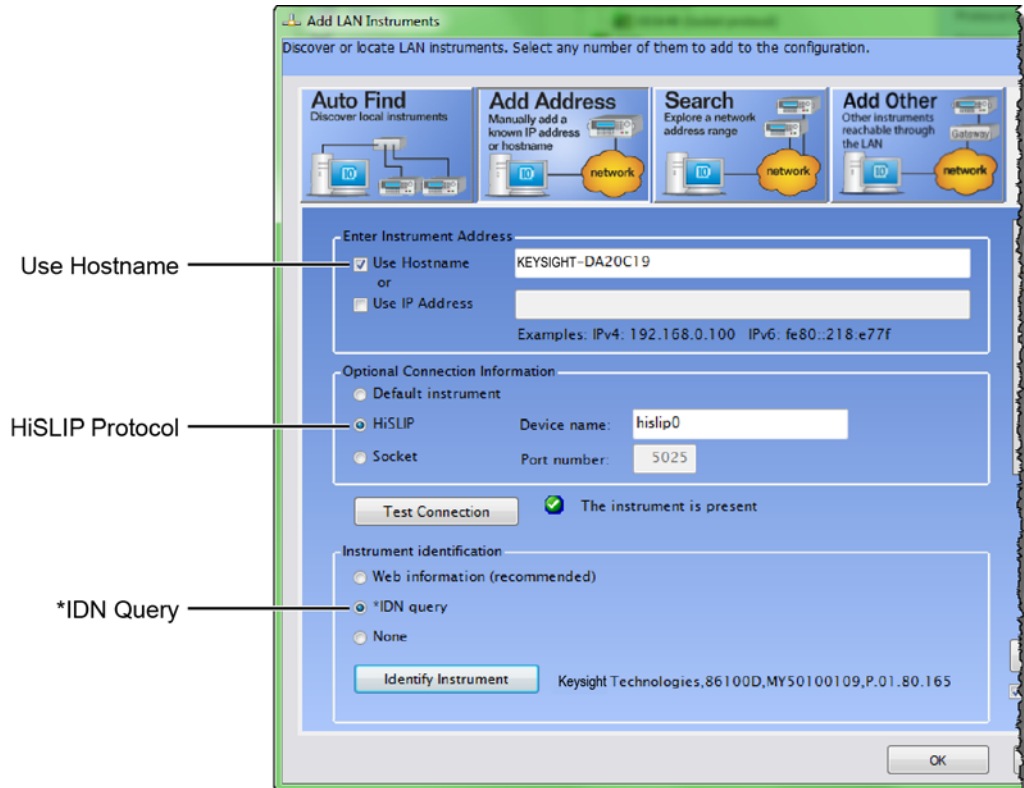 Add LAN Instruments
Discover or locate LAN instruments. Select any number of them to add to the configuration.
Auto Find
Discover local instruments
IO
Add Address
Manually add a
known IP address
or hostname
IO
network
Search
Explore a network
address range
IO
network
Add Other
Other instruments
reachable through
the LAN
Gateway
IO
network
Enter Instrument Address
Use Hostname
Use Hostname
KEYSIGHT-DA20C19
or
Use IP Address
Examples: IPv4: 192.168.0.100 IPv6: fe80::218:e77f
Optional Connection Information
Default instrument
HiSLIP Protocol
HiSLIP
Device name:
hislip0
Socket
Port number:
5025
Test Connection
The instrument is present
Instrument identification
Web information (recommended)
*IDN Query
*IDN query
None
Identify Instrument
Keysight Technologies,86100D,MY50100109,P.01.80.165
OK